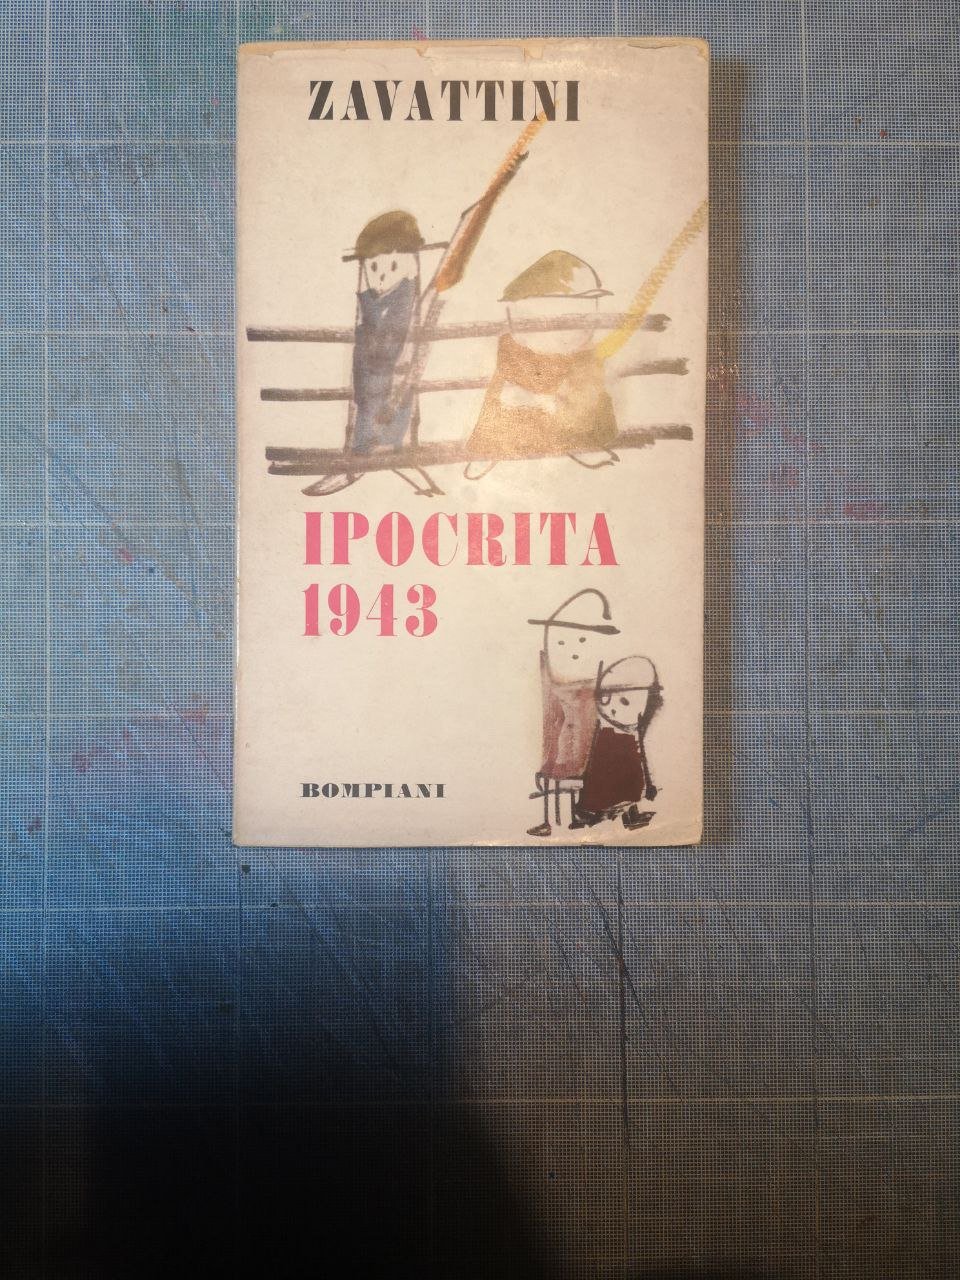 ZAVATTINI
IPOCRITA
1943
BOMPIANI